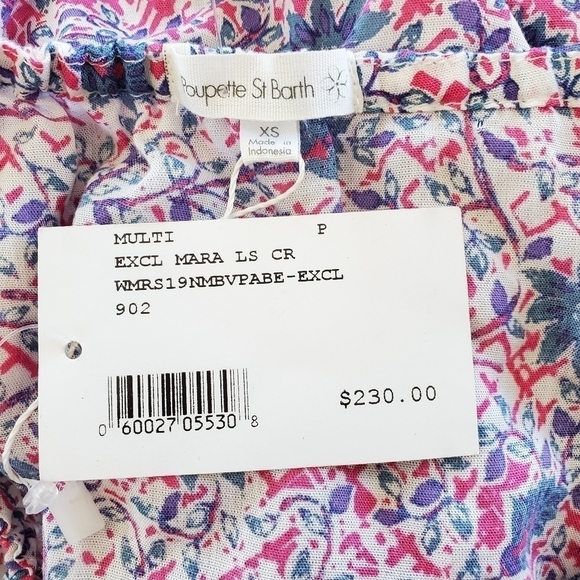 Poupette St Barth
XS
Made in
Indonesia
MULTI P
EXCL MARA LS CR
WMRS19NMBVPABE-EXCL
902
$230.00
0 60027 05530 8